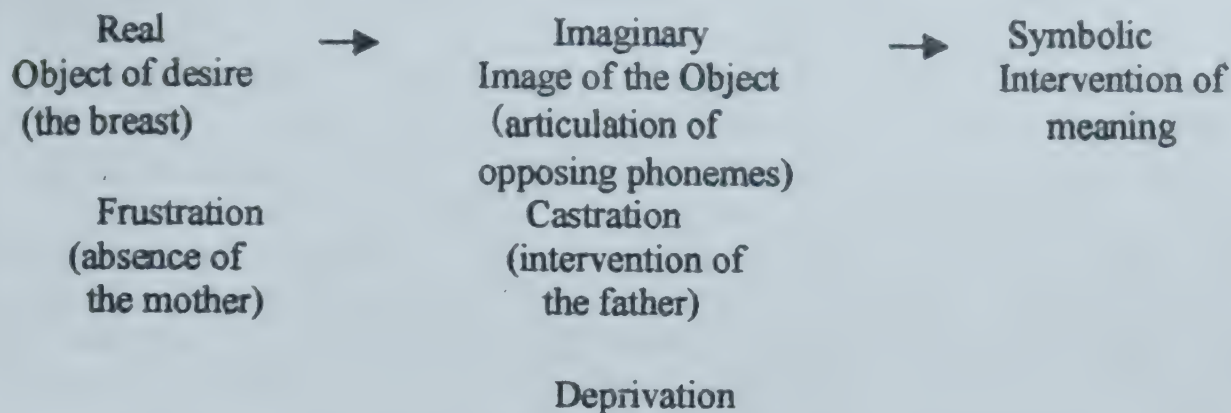 Real → Imaginary → Symbolic
Object of desire Image of the Object Intervention of
(the breast) (articulation of meaning
opposing phonemes)
Frustration Castration
(absence of (intervention of
the mother) the father)
Deprivation